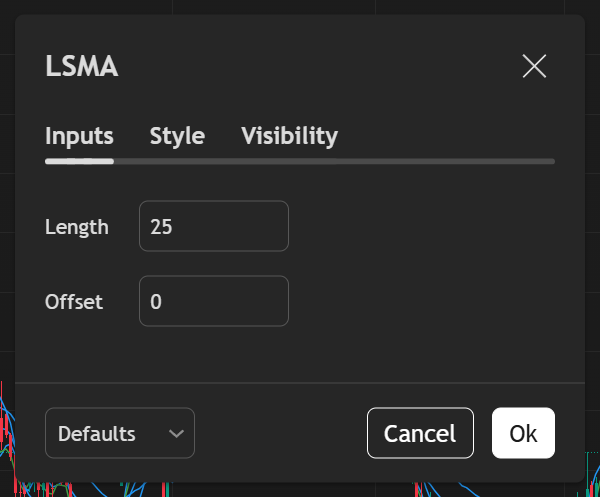 LSMA
Inputs Style Visibility
Length 25
Offset 0
Defaults Cancel Ok